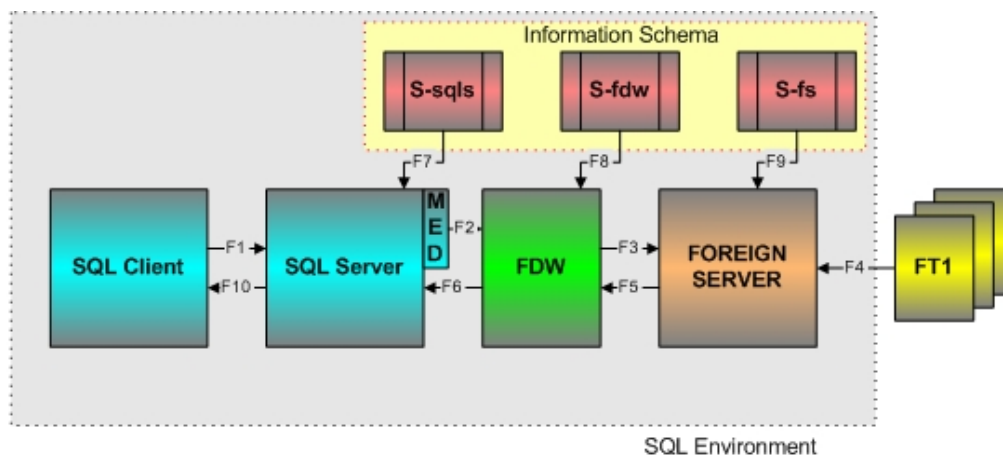 Information Schema
S-sqls
S-fdw
S-fs
F7
F8
F9
MED
F1
F2
F3
F4
SQL Client
SQL Server
FDW
FOREIGN
SERVER
FT1
F10
F6
F5
SQL Environment